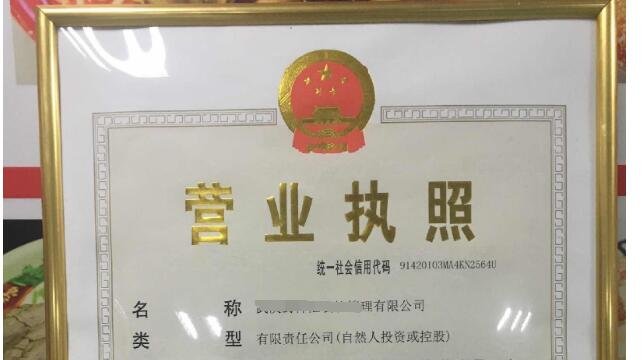 营业执照
统一社会信用代码 91420103MA4KN2564U
名 称 理有限公司
类 型 有限责任公司(自然人投资或控股)